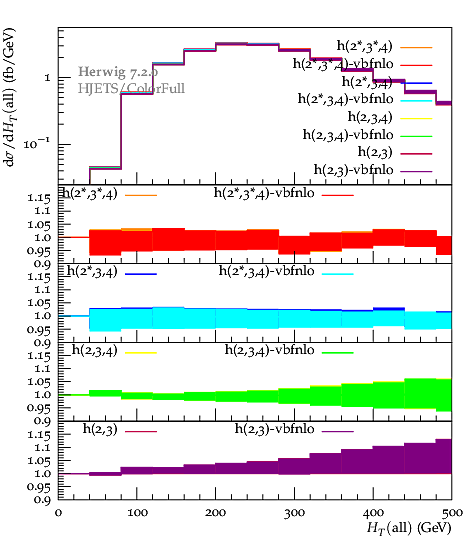 h(2*,3*,4)
h(2*,3*,4)-vbfnlo
h(2*,3,4)
h(2*,3,4)-vbfnlo
h(2,3,4)
h(2,3,4)-vbfnlo
h(2,3)
h(2,3)-vbfnlo
Herwig 7.2.0
HJETS/ColorFull
dσ/dH_T(all) (fb/GeV)
1
10⁻¹
h(2*,3*,4) h(2*,3*,4)-vbfnlo
1.15
1.1
1.05
1.0
0.95
0.9
h(2*,3,4) h(2*,3,4)-vbfnlo
1.15
1.1
1.05
1.0
0.95
0.9
h(2,3,4) h(2,3,4)-vbfnlo
1.15
1.1
1.05
1.0
0.95
0.9
h(2,3) h(2,3)-vbfnlo
1.15
1.1
1.05
1.0
0.95
0.9
0 100 200 300 400 500
H_T(all) (GeV)